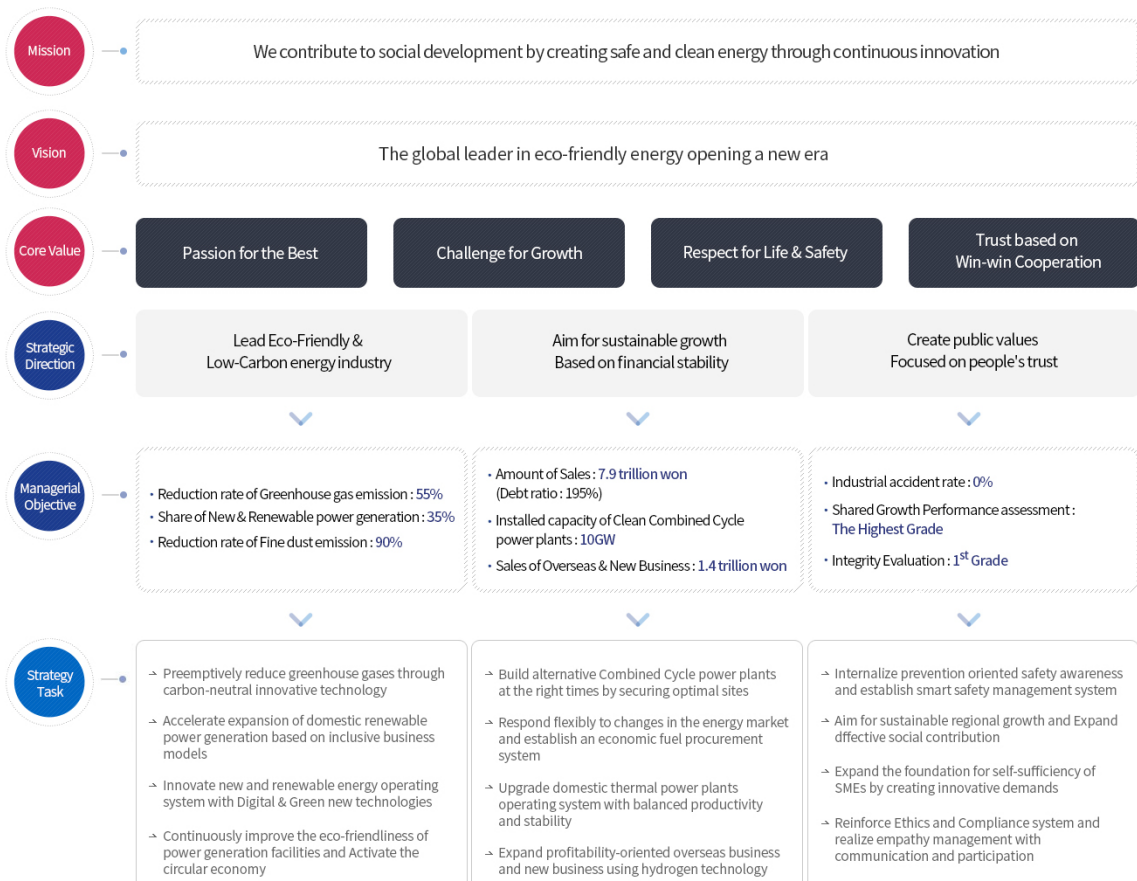 Mission
We contribute to social development by creating safe and clean energy through continuous innovation
Vision
The global leader in eco-friendly energy opening a new era
Core Value
Passion for the Best
Challenge for Growth
Respect for Life & Safety
Trust based on
Win-win Cooperation
Strategic
Direction
Lead Eco-Friendly &
Low-Carbon energy industry
Aim for sustainable growth
Based on financial stability
Create public values
Focused on people's trust
Managerial
Objective
• Reduction rate of Greenhouse gas emission : 55%
• Share of New & Renewable power generation : 35%
• Reduction rate of Fine dust emission : 90%
• Amount of Sales : 7.9 trillion won
(Debt ratio : 195%)
• Installed capacity of Clean Combined Cycle
power plants : 10GW
• Sales of Overseas & New Business : 1.4 trillion won
• Industrial accident rate : 0%
• Shared Growth Performance assessment :
The Highest Grade
• Integrity Evaluation : 1st Grade
Strategy
Task
Preemptively reduce greenhouse gases through
carbon-neutral innovative technology
Accelerate expansion of domestic renewable
power generation based on inclusive business
models
Innovate new and renewable energy operating
system with Digital & Green new technologies
Continuously improve the eco-friendliness of
power generation facilities and Activate the
circular economy
Build alternative Combined Cycle power plants
at the right times by securing optimal sites
Respond flexibly to changes in the energy market
and establish an economic fuel procurement
system
Upgrade domestic thermal power plants
operating system with balanced productivity
and stability
Expand profitability-oriented overseas business
and new business using hydrogen technology
Internalize prevention oriented safety awareness
and establish smart safety management system
Aim for sustainable regional growth and Expand
dffective social contribution
Expand the foundation for self-sufficiency of
SMEs by creating innovative demands
Reinforce Ethics and Compliance system and
realize empathy management with
communication and participation